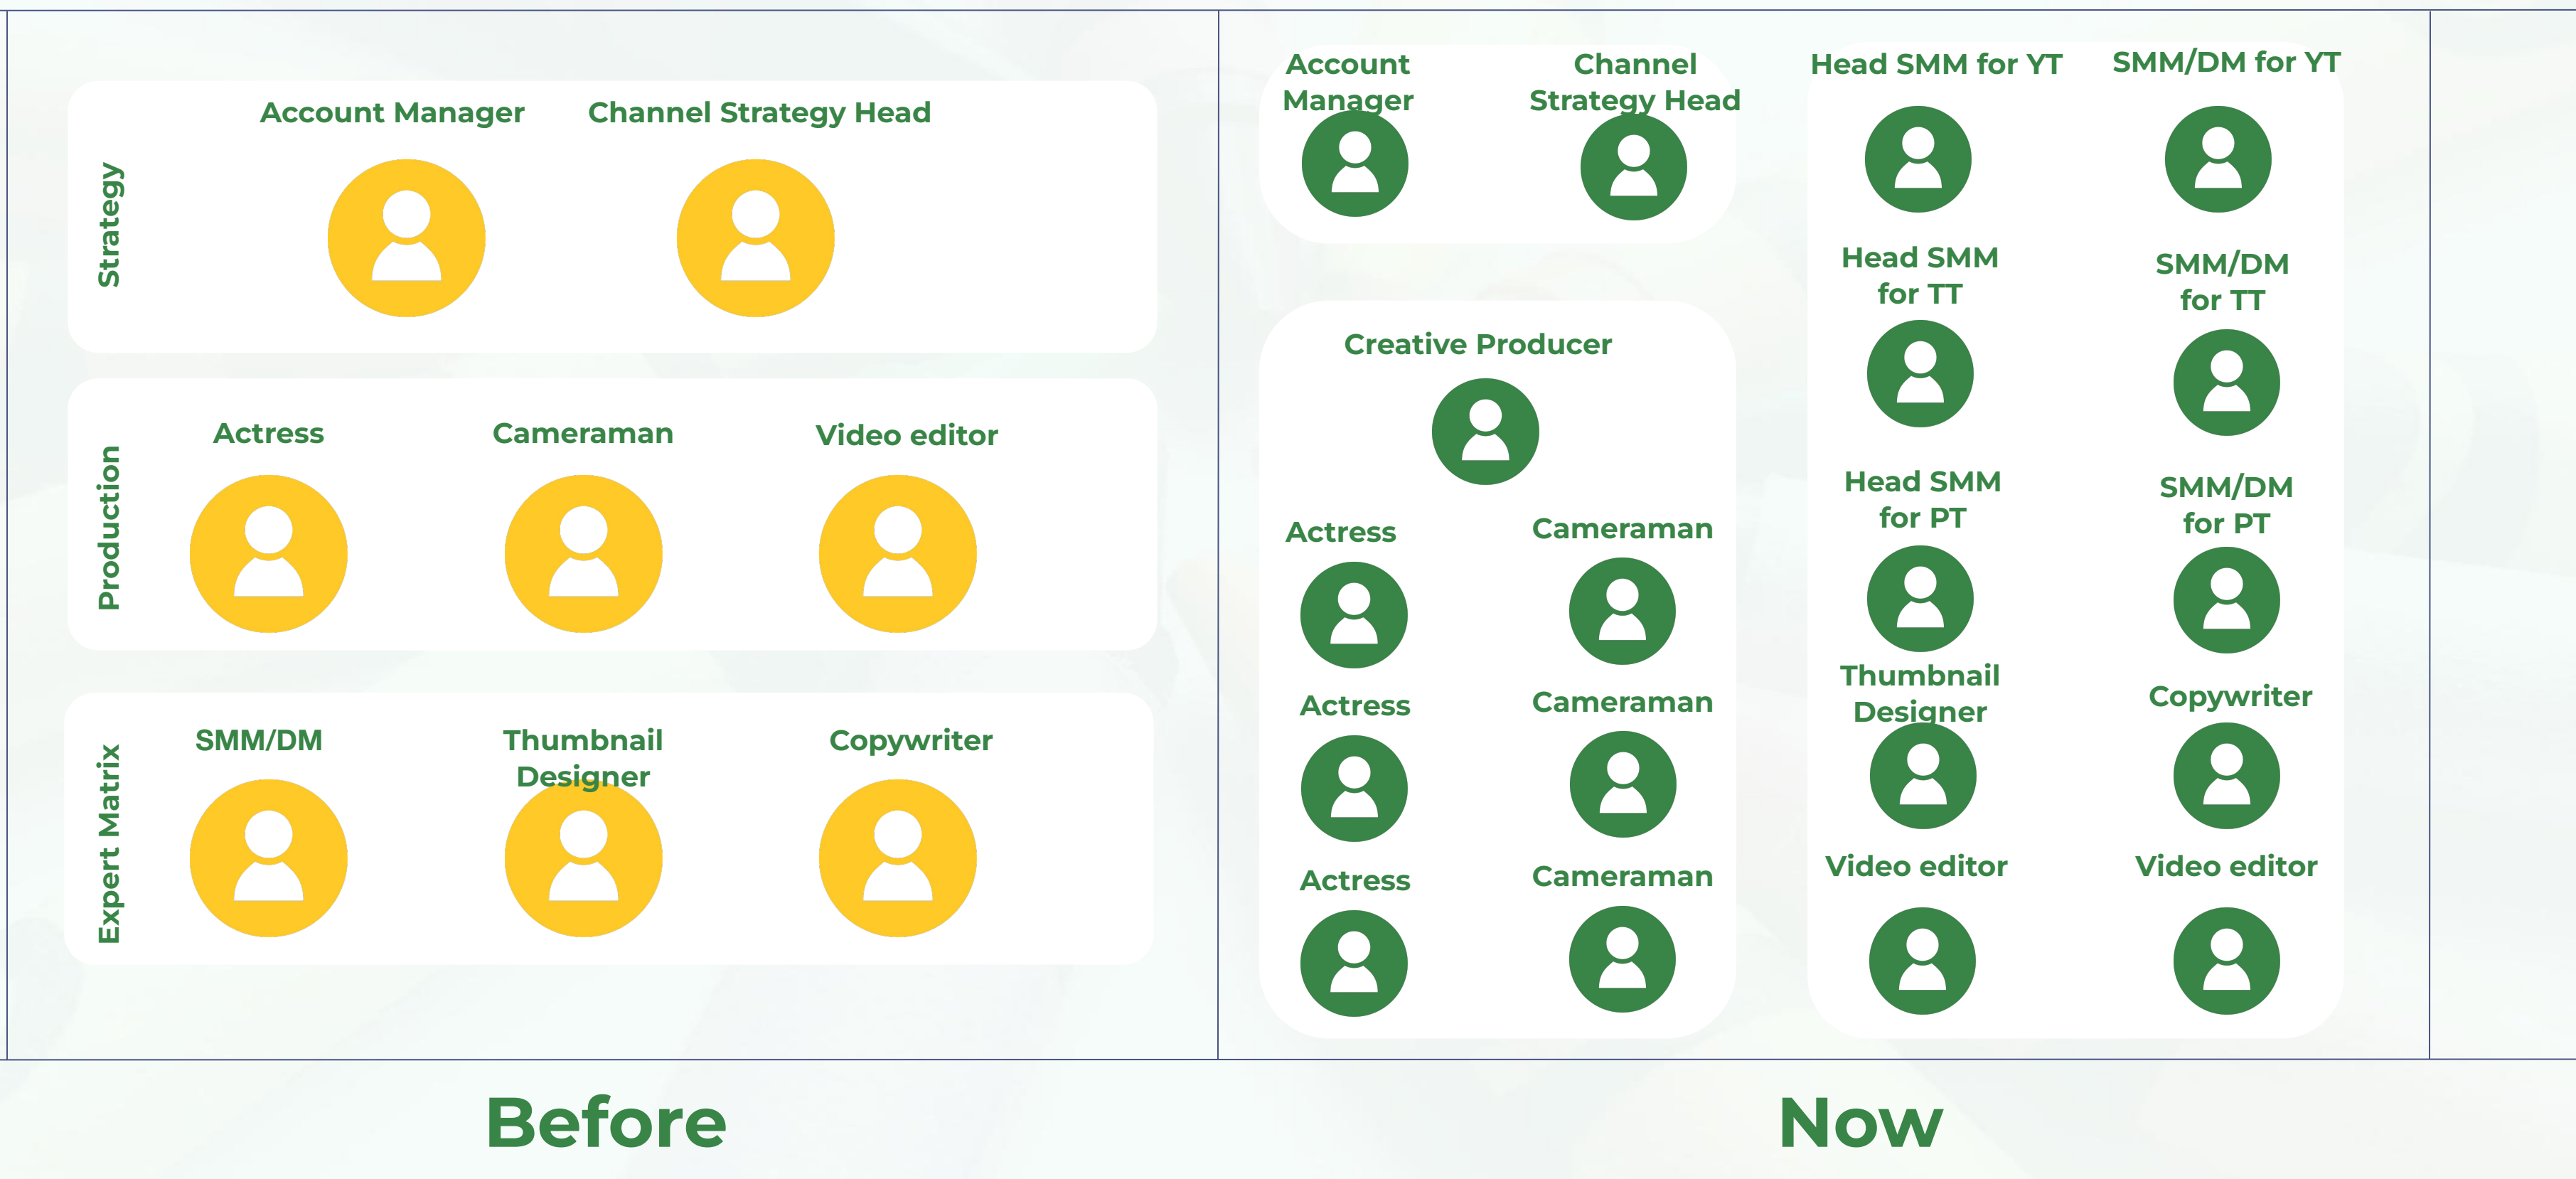 Strategy
Account Manager
Channel Strategy Head
Production
Actress
Cameraman
Video editor
Expert Matrix
SMM/DM
Thumbnail
Designer
Copywriter
Before
Account
Manager
Channel
Strategy Head
Creative Producer
Actress
Cameraman
Actress
Cameraman
Actress
Cameraman
Head SMM for YT
SMM/DM for YT
Head SMM
for TT
SMM/DM
for TT
Head SMM
for PT
SMM/DM
for PT
Thumbnail
Designer
Copywriter
Video editor
Video editor
Now